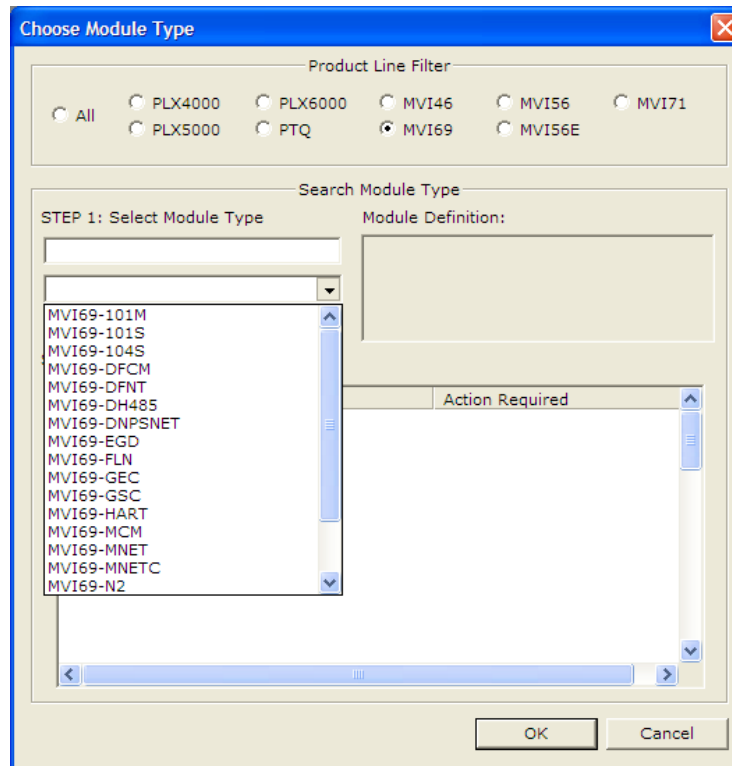 Choose Module Type
Product Line Filter
All
PLX4000 PLX6000 MVI46 MVI56 MVI71
PLX5000 PTQ MVI69 MVI56E
Search Module Type
STEP 1: Select Module Type Module Definition:
MVI69-101M
MVI69-101S
MVI69-104S
MVI69-DFCM
MVI69-DFNT
Action Required
MVI69-DH485
MVI69-DNPSNET
MVI69-EGD
MVI69-FLN
MVI69-GEC
MVI69-GSC
MVI69-HART
MVI69-MCM
MVI69-MNET
MVI69-MNETC
MVI69-N2
OK Cancel